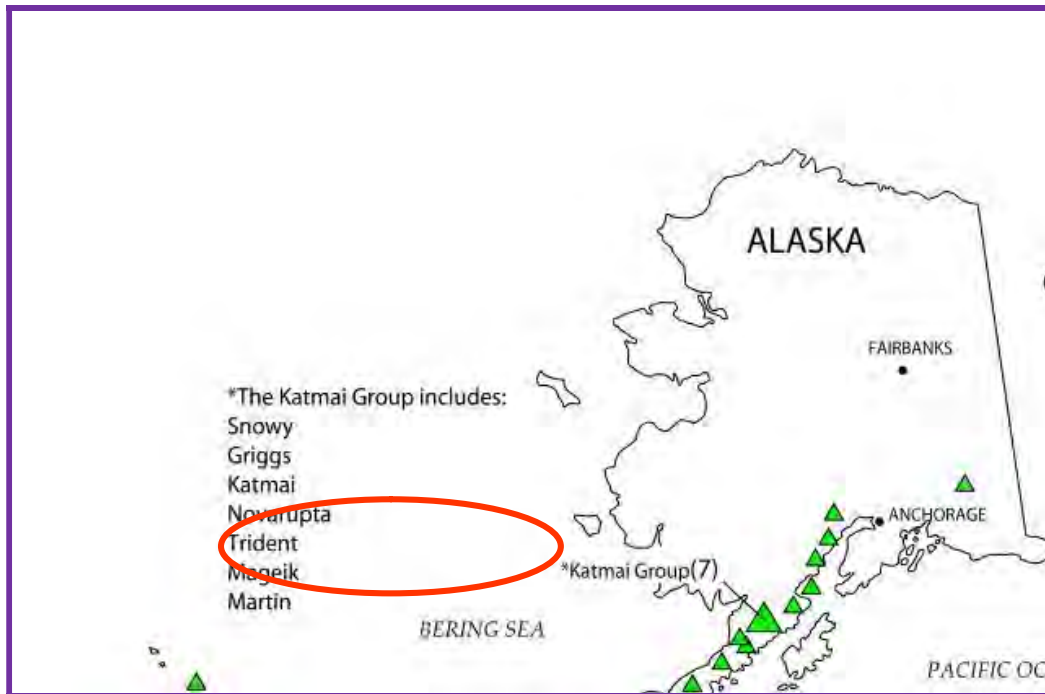 ALASKA
FAIRBANKS
*The Katmai Group includes:
Snowy
Griggs
Katmai
Novarupta
Trident
Mageik
Martin
ANCHORAGE
*Katmai Group(7)
BERING SEA
PACIFIC OC